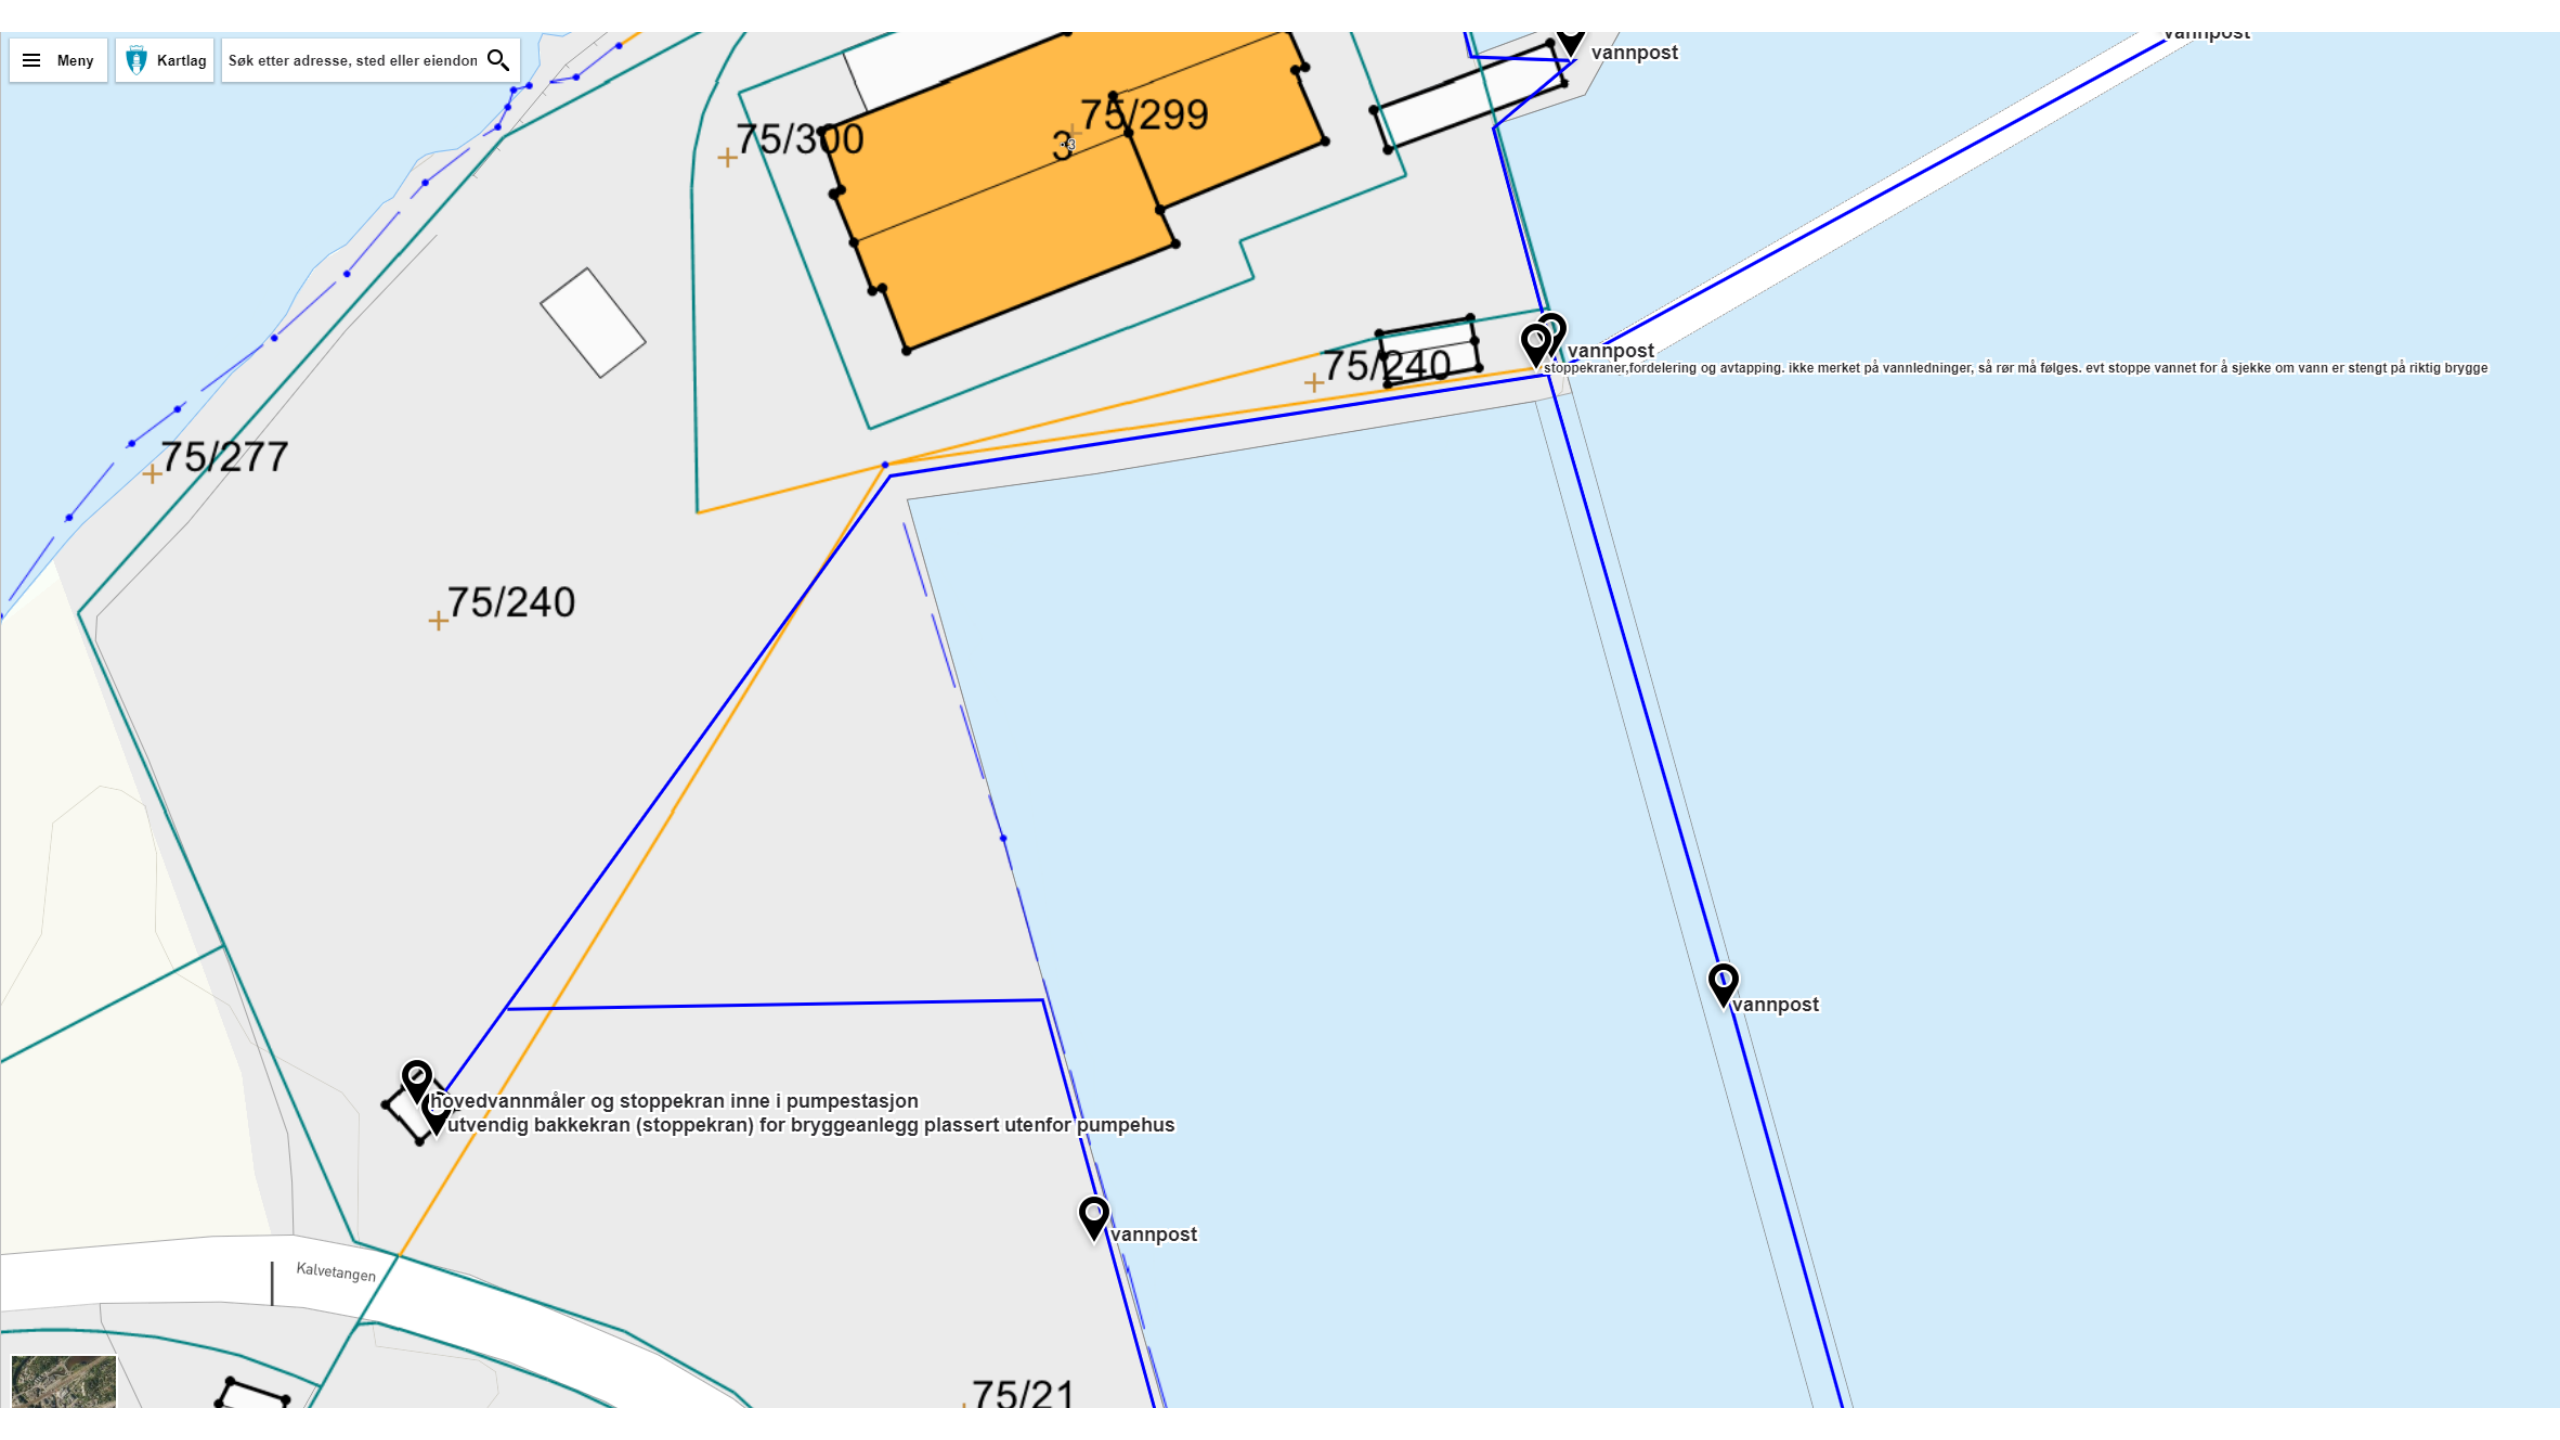 Meny
Kartlag
Søk etter adresse, sted eller eiendon
vannpost
vannpost
75/299
75/300
3
vannpost
stoppekraner,fordelering og avtapping. ikke merket på vannledninger, så rør må følges. evt stoppe vannet for å sjekke om vann er stengt på riktig brygge
75/240
75/277
75/240
vannpost
hovedvannmåler og stoppekran inne i pumpestasjon
utvendig bakkekran (stoppekran) for bryggeanlegg plassert utenfor pumpehus
vannpost
Kalvetangen
75/21